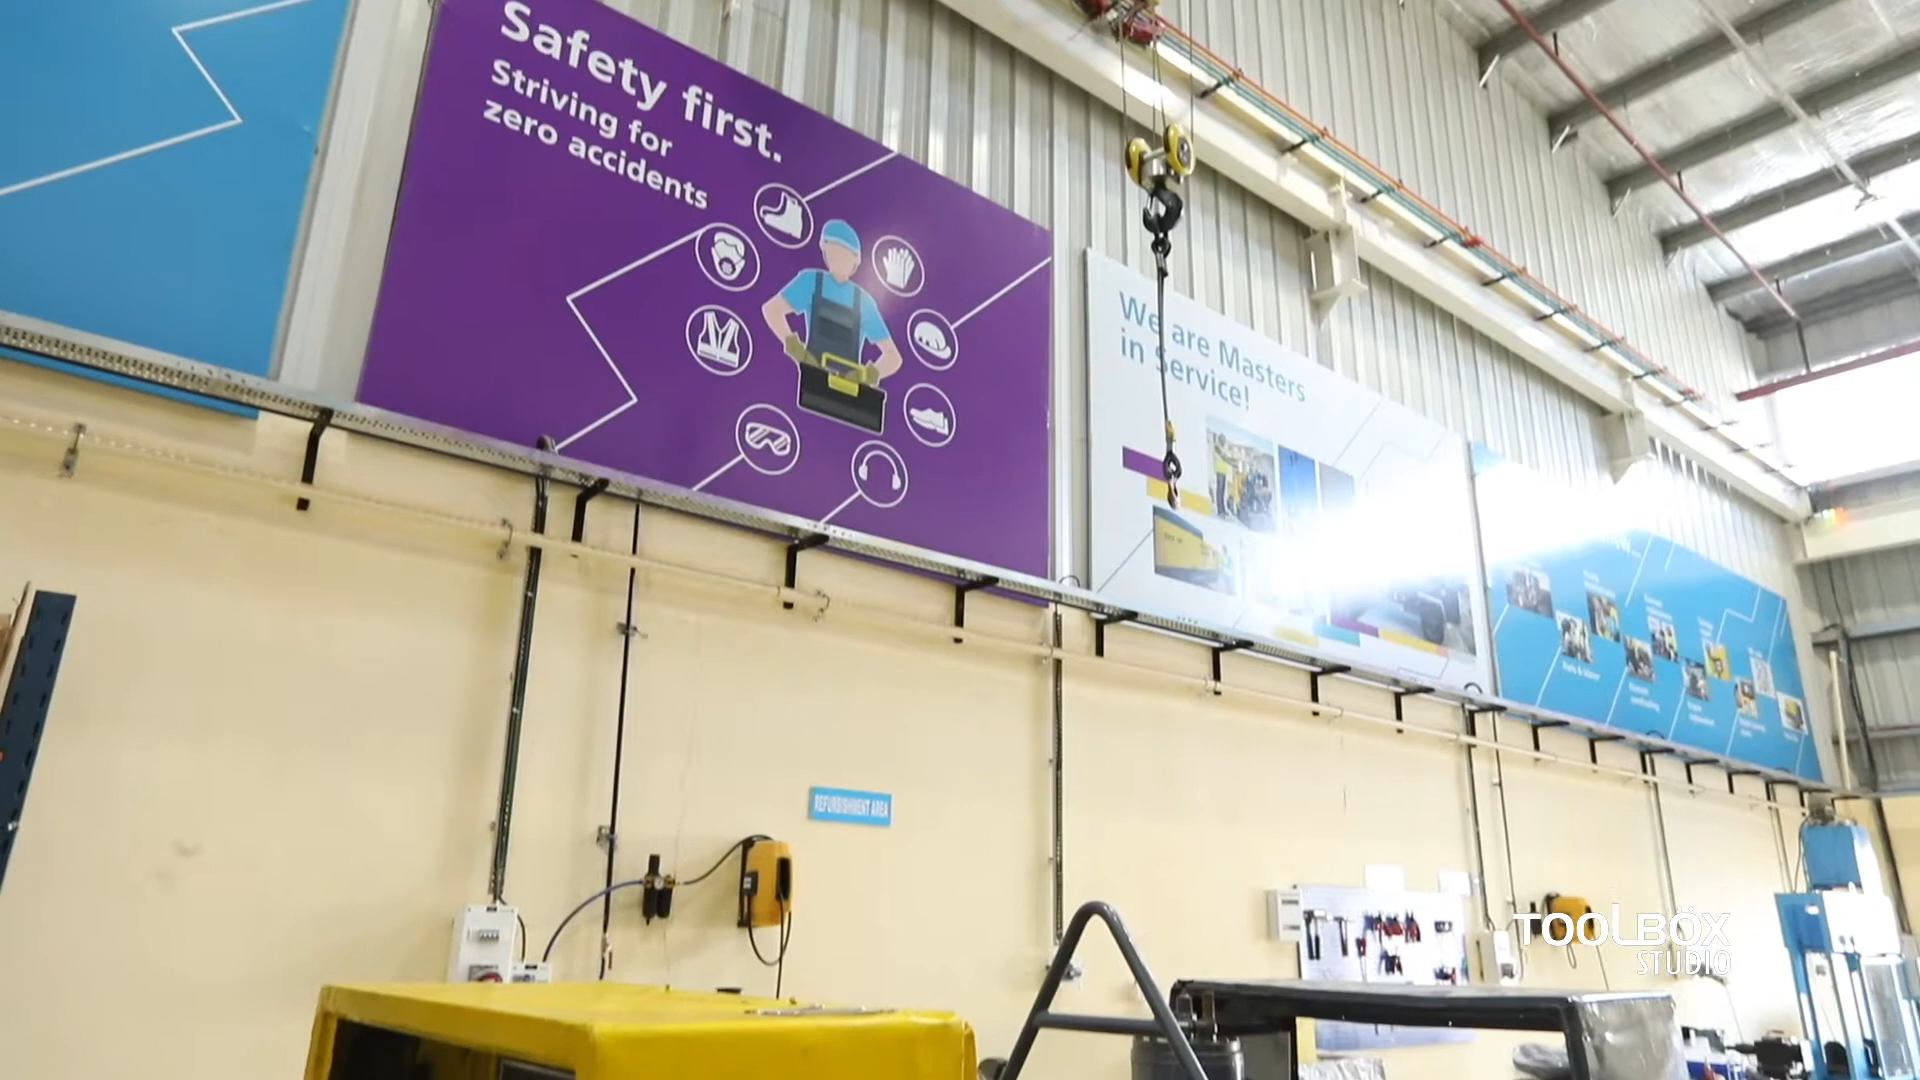 Safety first.
Striving for
zero accidents
We are Masters
in Service!
REFURBISHMENT AREA
TOOLBOX
STUDIO